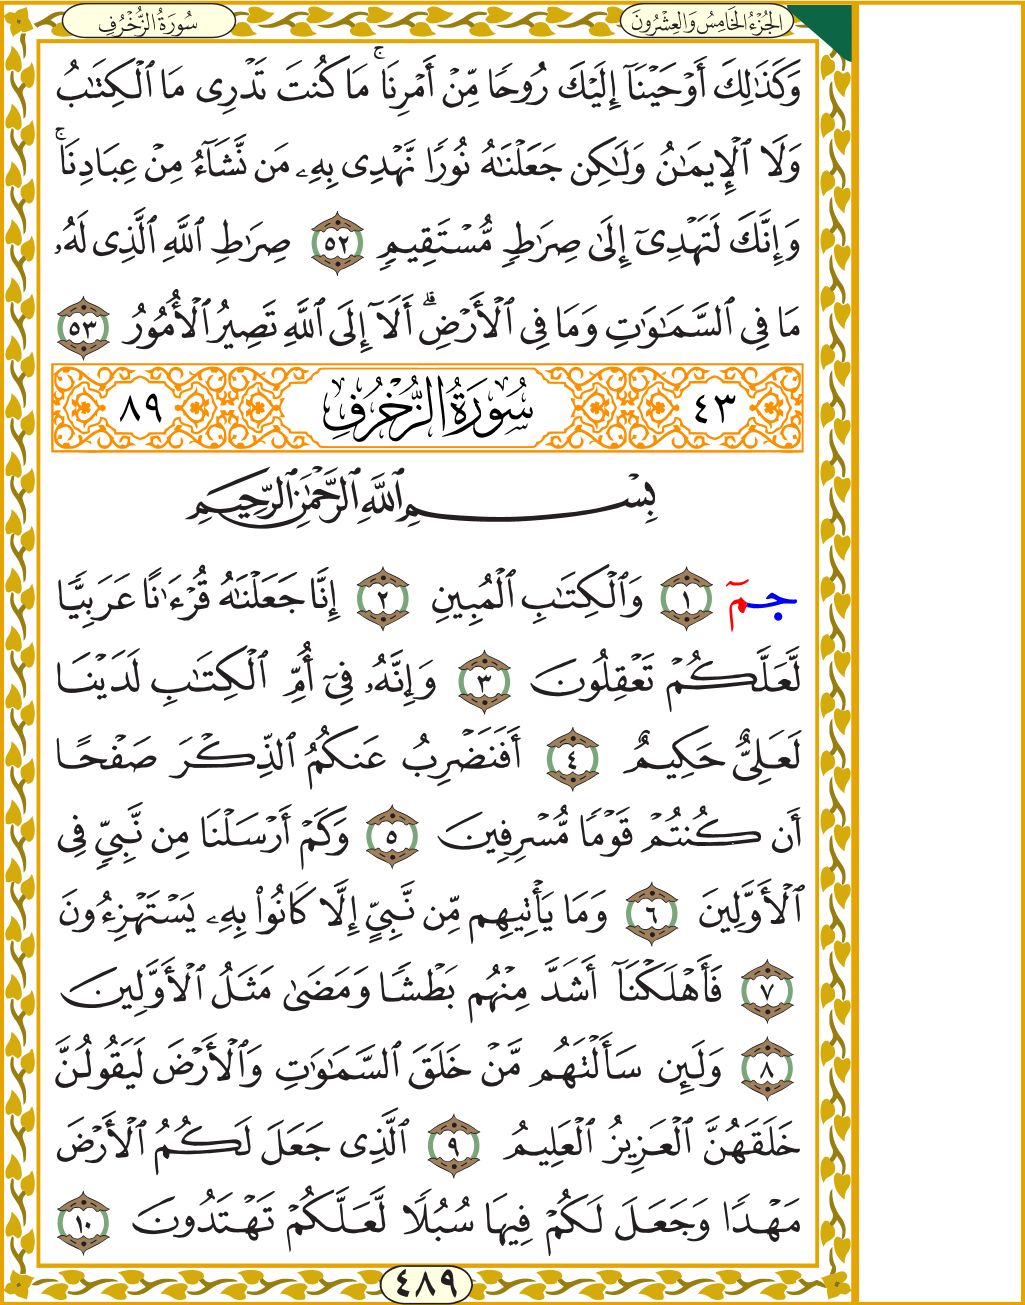 سُورَةُ الزُّخْرُفِ الجُزْءُ الخَامِسُ وَالعِشْرُونَ
وَكَذَٰلِكَ أَوْحَيْنَآ إِلَيْكَ رُوحًا مِّنْ أَمْرِنَا ۚ مَا كُنتَ تَدْرِى مَا ٱلْكِتَٰبُ
وَلَا ٱلْإِيمَٰنُ وَلَٰكِن جَعَلْنَٰهُ نُورًا نَّهْدِى بِهِۦ مَن نَّشَآءُ مِنْ عِبَادِنَا ۚ
وَإِنَّكَ لَتَهْدِىٓ إِلَىٰ صِرَٰطٍ مُّسْتَقِيمٍ ٥٢ صِرَٰطِ ٱللَّهِ ٱلَّذِى لَهُۥ
مَا فِى ٱلسَّمَٰوَٰتِ وَمَا فِى ٱلْأَرْضِ ۗ أَلَآ إِلَى ٱللَّهِ تَصِيرُ ٱلْأُمُورُ ٥٣
٤٣ سُورَةُ الزُّخْرُفِ ٨٩
بِسْمِ ٱللَّهِ ٱلرَّحْمَٰنِ ٱلرَّحِيمِ
جمٓ ١ وَٱلْكِتَٰبِ ٱلْمُبِينِ ٢ إِنَّا جَعَلْنَٰهُ قُرْءَٰنًا عَرَبِيًّا
لَّعَلَّكُمْ تَعْقِلُونَ ٣ وَإِنَّهُۥ فِىٓ أُمِّ ٱلْكِتَٰبِ لَدَيْنَا
لَعَلِىٌّ حَكِيمٌ ٤ أَفَنَضْرِبُ عَنكُمُ ٱلذِّكْرَ صَفْحًا
أَن كُنتُمْ قَوْمًا مُّسْرِفِينَ ٥ وَكَمْ أَرْسَلْنَا مِن نَّبِىٍّ فِى
ٱلْأَوَّلِينَ ٦ وَمَا يَأْتِيهِم مِّن نَّبِىٍّ إِلَّا كَانُوا۟ بِهِۦ يَسْتَهْزِءُونَ
٧ فَأَهْلَكْنَآ أَشَدَّ مِنْهُم بَطْشًا وَمَضَىٰ مَثَلُ ٱلْأَوَّلِينَ
٨ وَلَئِن سَأَلْتَهُم مَّنْ خَلَقَ ٱلسَّمَٰوَٰتِ وَٱلْأَرْضَ لَيَقُولُنَّ
خَلَقَهُنَّ ٱلْعَزِيزُ ٱلْعَلِيمُ ٩ ٱلَّذِى جَعَلَ لَكُمُ ٱلْأَرْضَ
مَهْدًا وَجَعَلَ لَكُمْ فِيهَا سُبُلًا لَّعَلَّكُمْ تَهْتَدُونَ ١٠
٤٨٩